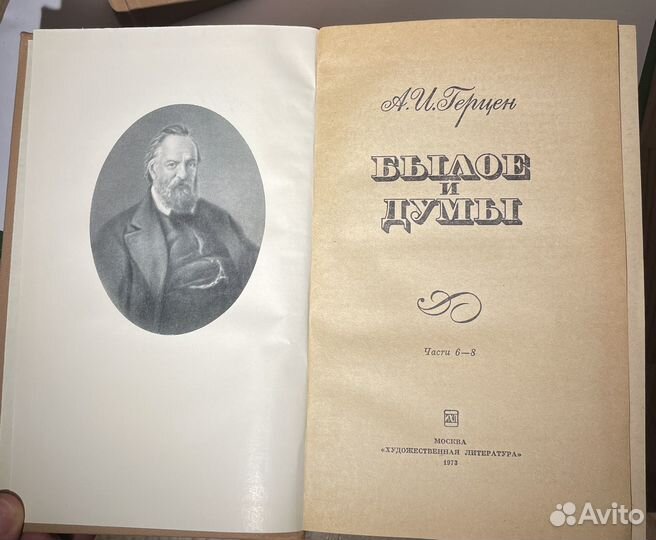 А.И.Герцен
БЫЛОЕ
И
ДУМЫ
Части 6—8
МОСКВА
«ХУДОЖЕСТВЕННАЯ ЛИТЕРАТУРА»
1973
Avito